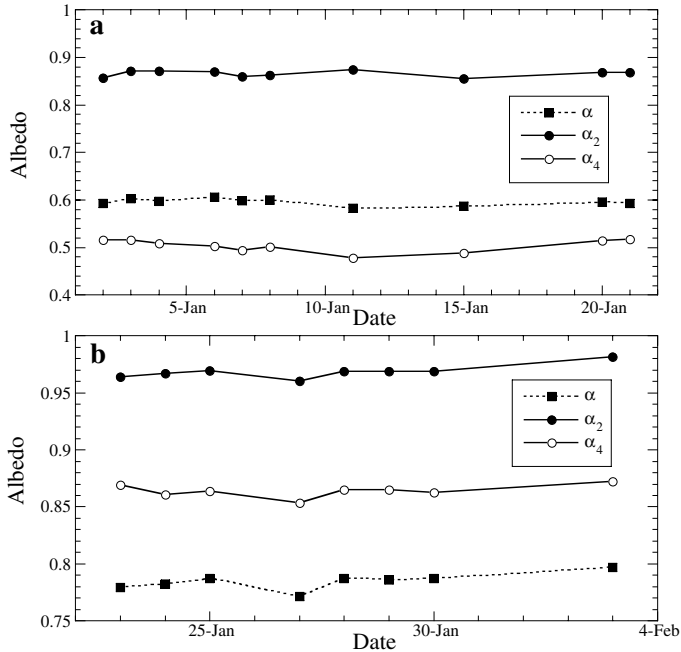 a
1
0.9
0.8
0.7
0.6
0.5
0.4
Albedo
α
α2
α4
5-Jan 10-Jan 15-Jan 20-Jan
Date
b
1
0.95
0.9
0.85
0.8
0.75
Albedo
α
α2
α4
25-Jan 30-Jan 4-Feb
Date